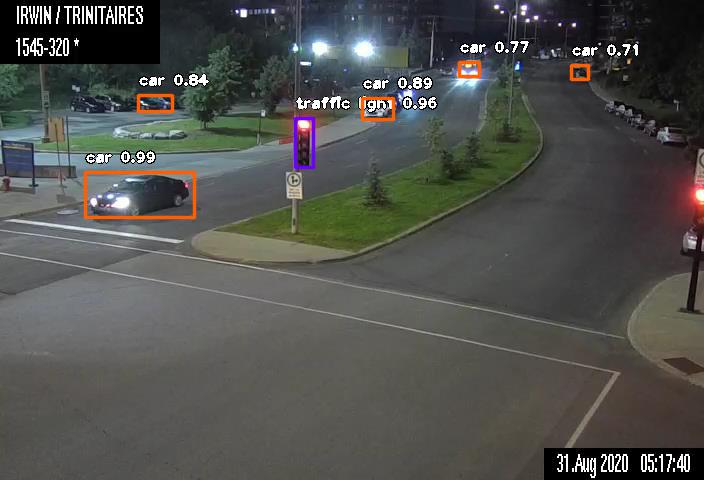 IRWIN / TRINITAIRES
1545-320 *
car 0.77
car 0.71
car 0.84
car 0.89
traffic light 0.96
car 0.99
31.Aug 2020 05:17:40